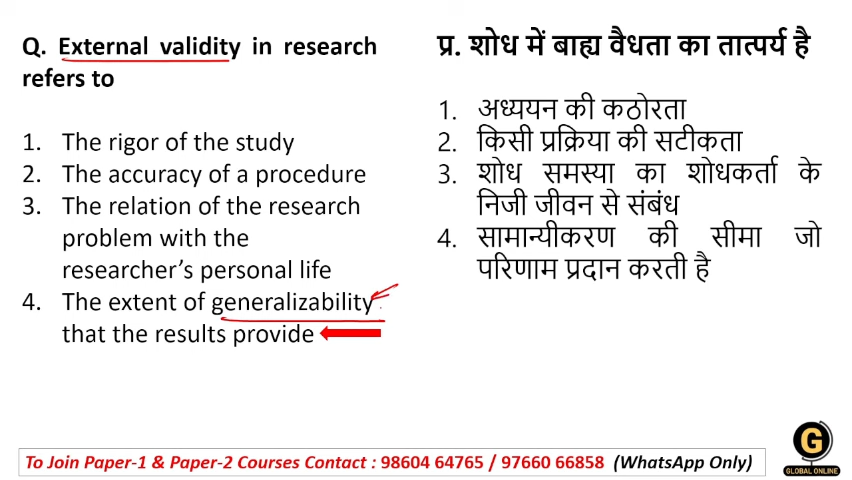 Q. External validity in research
refers to
1. The rigor of the study
2. The accuracy of a procedure
3. The relation of the research
problem with the
researcher’s personal life
4. The extent of generalizability
that the results provide
प्र. शोध में बाह्य वैधता का तात्पर्य है
1. अध्ययन की कठोरता
2. किसी प्रक्रिया की सटीकता
3. शोध समस्या का शोधकर्ता के
निजी जीवन से संबंध
4. सामान्यीकरण की सीमा जो
परिणाम प्रदान करती है
To Join Paper-1 & Paper-2 Courses Contact : 98604 64765 / 97660 66858 (WhatsApp Only)
G
GLOBAL ONLINE